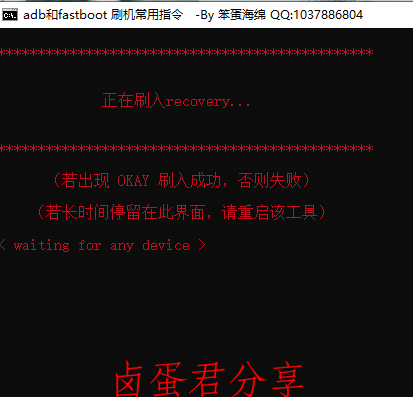 adb和fastboot 刷机常用指令 -By 笨蛋海绵 QQ:1037886804
***********************************************
正在刷入recovery...
***********************************************
（若出现 OKAY 刷入成功，否则失败）
（若长时间停留在此界面，请重启该工具）
< waiting for any device >
卤蛋君分享